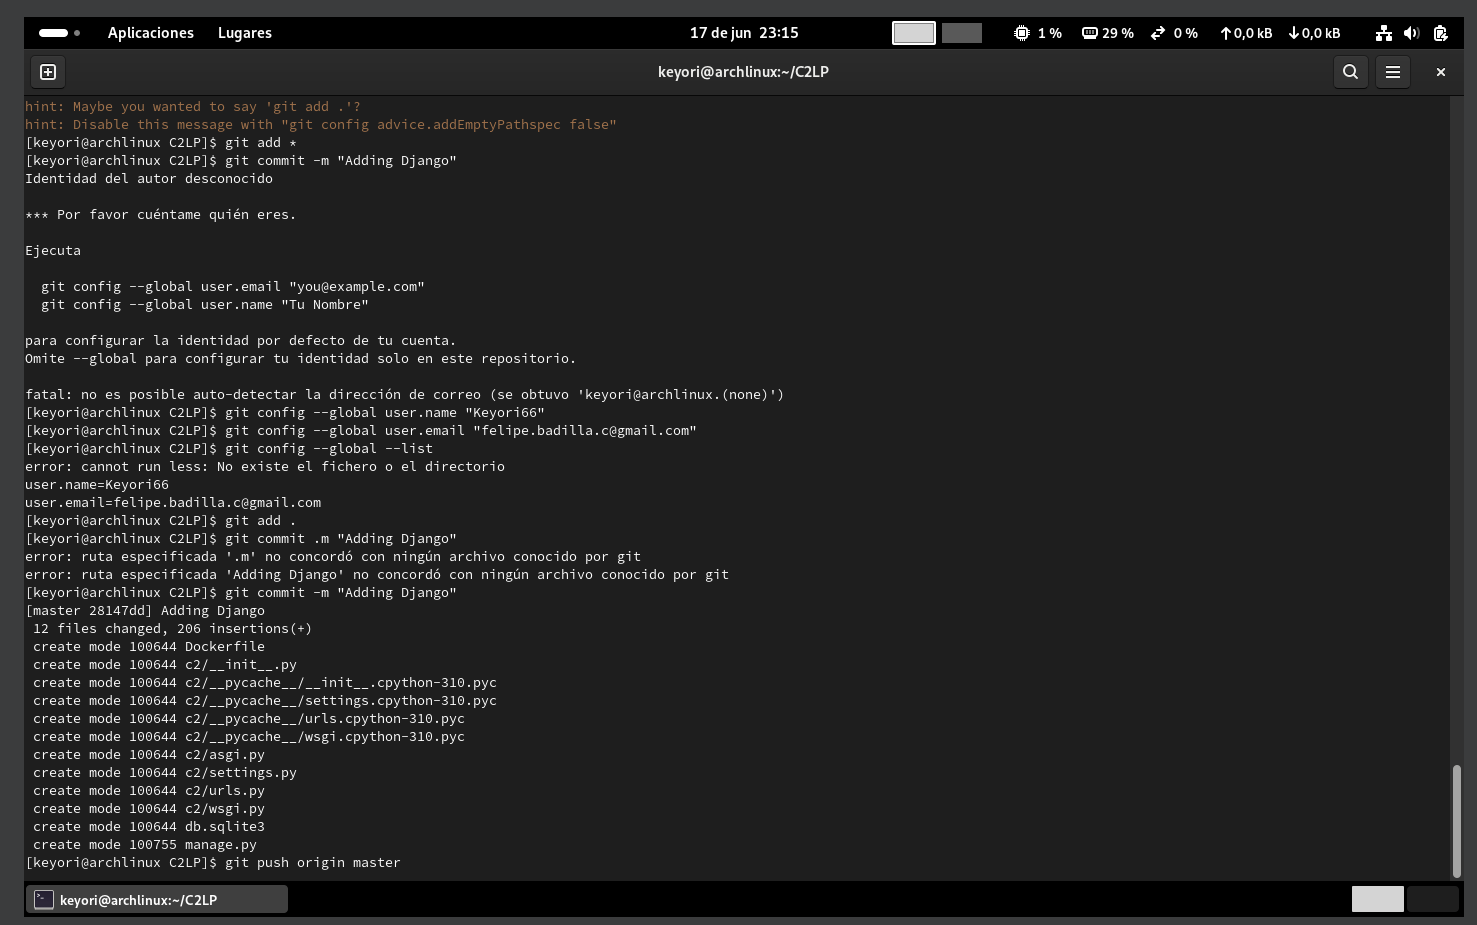 Aplicaciones Lugares 17 de jun 23:15 1 % 29 % 0 % 0,0 kB 0,0 kB
keyori@archlinux:~/C2LP
hint: Maybe you wanted to say 'git add .'?
hint: Disable this message with "git config advice.addEmptyPathspec false"
[keyori@archlinux C2LP]$ git add *
[keyori@archlinux C2LP]$ git commit -m "Adding Django"
Identidad del autor desconocido
*** Por favor cuéntame quién eres.
Ejecuta
git config --global user.email "you@example.com"
git config --global user.name "Tu Nombre"
para configurar la identidad por defecto de tu cuenta.
Omite --global para configurar tu identidad solo en este repositorio.
fatal: no es posible auto-detectar la dirección de correo (se obtuvo 'keyori@archlinux.(none)')
[keyori@archlinux C2LP]$ git config --global user.name "Keyori66"
[keyori@archlinux C2LP]$ git config --global user.email "felipe.badilla.c@gmail.com"
[keyori@archlinux C2LP]$ git config --global --list
error: cannot run less: No existe el fichero o el directorio
user.name=Keyori66
user.email=felipe.badilla.c@gmail.com
[keyori@archlinux C2LP]$ git add .
[keyori@archlinux C2LP]$ git commit .m "Adding Django"
error: ruta especificada '.m' no concordó con ningún archivo conocido por git
error: ruta especificada 'Adding Django' no concordó con ningún archivo conocido por git
[keyori@archlinux C2LP]$ git commit -m "Adding Django"
[master 28147dd] Adding Django
12 files changed, 206 insertions(+)
create mode 100644 Dockerfile
create mode 100644 c2/__init__.py
create mode 100644 c2/__pycache__/__init__.cpython-310.pyc
create mode 100644 c2/__pycache__/settings.cpython-310.pyc
create mode 100644 c2/__pycache__/urls.cpython-310.pyc
create mode 100644 c2/__pycache__/wsgi.cpython-310.pyc
create mode 100644 c2/asgi.py
create mode 100644 c2/settings.py
create mode 100644 c2/urls.py
create mode 100644 c2/wsgi.py
create mode 100644 db.sqlite3
create mode 100755 manage.py
[keyori@archlinux C2LP]$ git push origin master
keyori@archlinux:~/C2LP